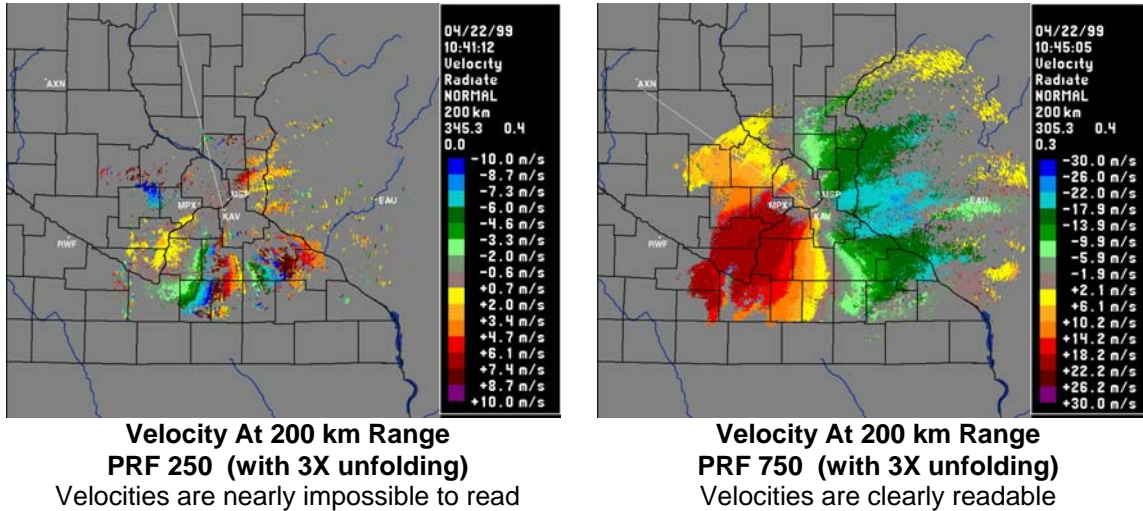 AXN
MSP
MPX
KAV
EAU
RWF
04/22/99
10:41:12
Velocity
Radiate
NORMAL
200 km
345.3 0.4
0.0
-10.0 m/s
-8.7 m/s
-7.3 m/s
-6.0 m/s
-4.6 m/s
-3.3 m/s
-2.0 m/s
-0.6 m/s
+0.7 m/s
+2.0 m/s
+3.4 m/s
+4.7 m/s
+6.1 m/s
+7.4 m/s
+8.7 m/s
+10.0 m/s
Velocity At 200 km Range
PRF 250 (with 3X unfolding)
Velocities are nearly impossible to read
AXN
MSP
MPX
KAV
EAU
RWF
04/22/99
10:45:05
Velocity
Radiate
NORMAL
200 km
305.3 0.4
0.3
-30.0 m/s
-26.0 m/s
-22.0 m/s
-17.9 m/s
-13.9 m/s
-9.9 m/s
-5.9 m/s
-1.9 m/s
+2.1 m/s
+6.1 m/s
+10.2 m/s
+14.2 m/s
+18.2 m/s
+22.2 m/s
+26.2 m/s
+30.0 m/s
Velocity At 200 km Range
PRF 750 (with 3X unfolding)
Velocities are clearly readable